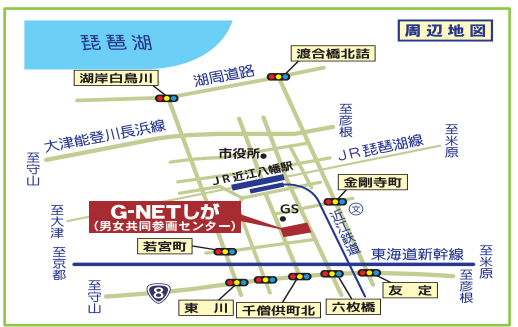 周辺地図
琵琶湖
渡合橋北詰
湖岸白鳥川
湖周道路
至彦根
大津能登川長浜線
至米原
市役所
JR琵琶湖線
至守山
JR近江八幡駅
金剛寺町
文
G-NETしが
(男女共同参画センター)
GS
至大津
近江鉄道
若宮町
至京都
東海道新幹線
至米原
至守山
8
東川
千僧供町北
六枚橋
友定
至彦根